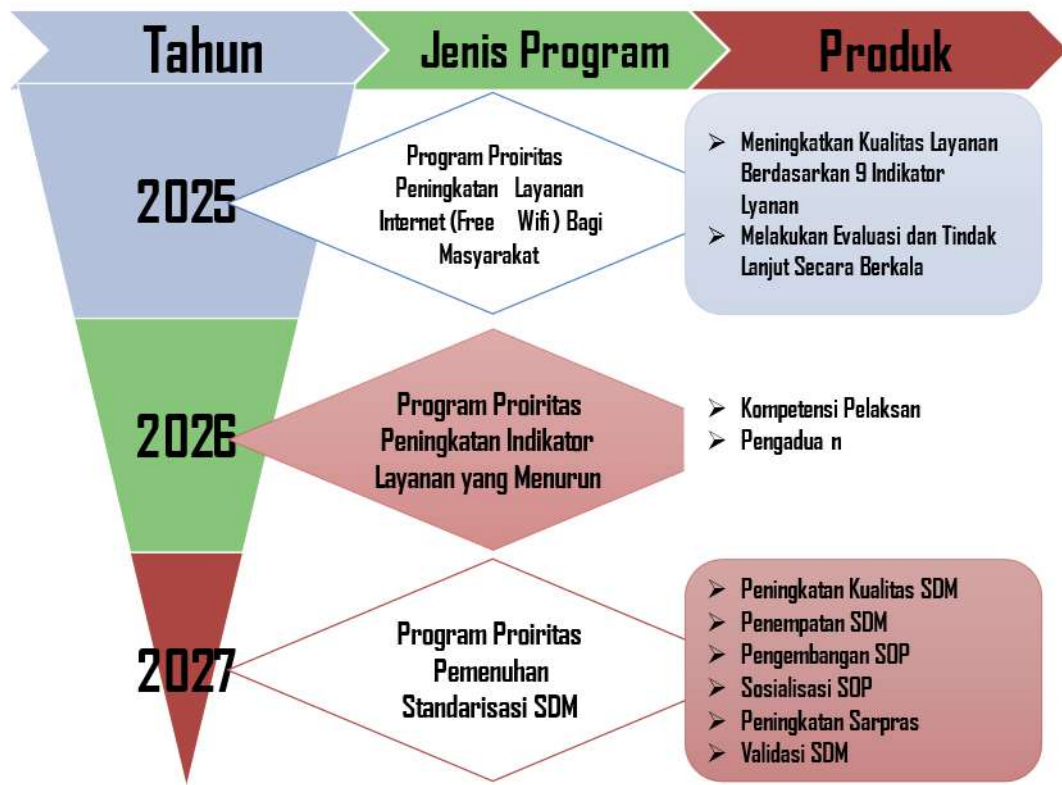 Tahun
Jenis Program
Produk
2025
Program Proiritas
Peningkatan Layanan
Internet (Free Wifi) Bagi
Masyarakat
➢ Meningkatkan Kualitas Layanan
Berdasarkan 9 Indikator
Lyanan
➢ Melakukan Evaluasi dan Tindak
Lanjut Secara Berkala
2026
Program Proiritas
Peningkatan Indikator
Layanan yang Menurun
➢ Kompetensi Pelaksan
➢ Pengadua n
2027
Program Proiritas
Pemenuhan
Standarisasi SDM
➢ Peningkatan Kualitas SDM
➢ Penempatan SDM
➢ Pengembangan SOP
➢ Sosialisasi SOP
➢ Peningkatan Sarpras
➢ Validasi SDM